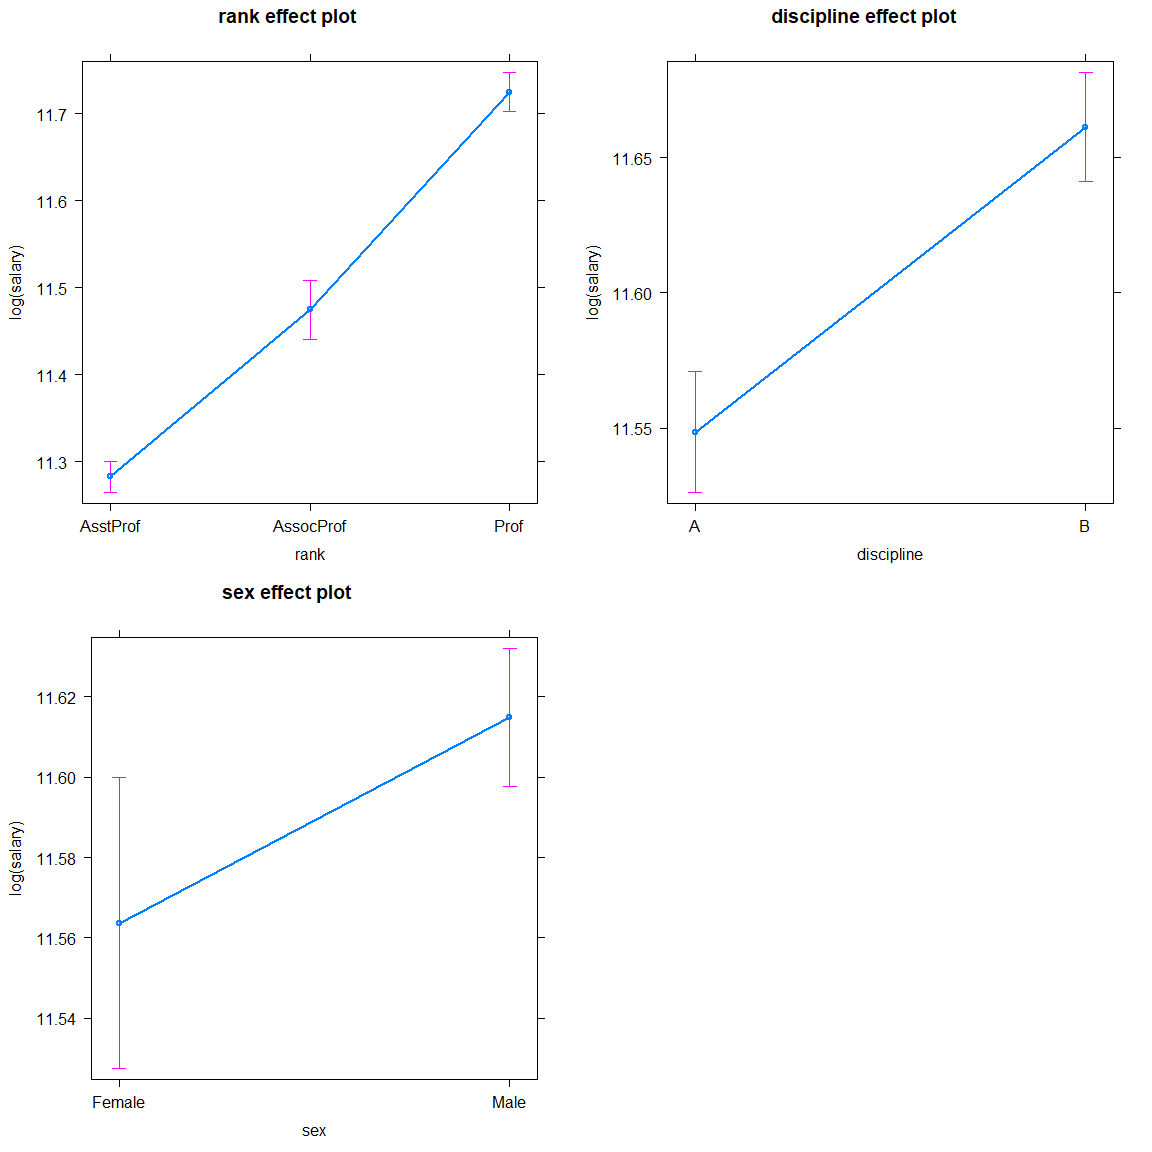 rank effect plot
log(salary)
11.7
11.6
11.5
11.4
11.3
AsstProf AssocProf Prof
rank
discipline effect plot
log(salary)
11.65
11.60
11.55
A B
discipline
sex effect plot
log(salary)
11.62
11.60
11.58
11.56
11.54
Female Male
sex